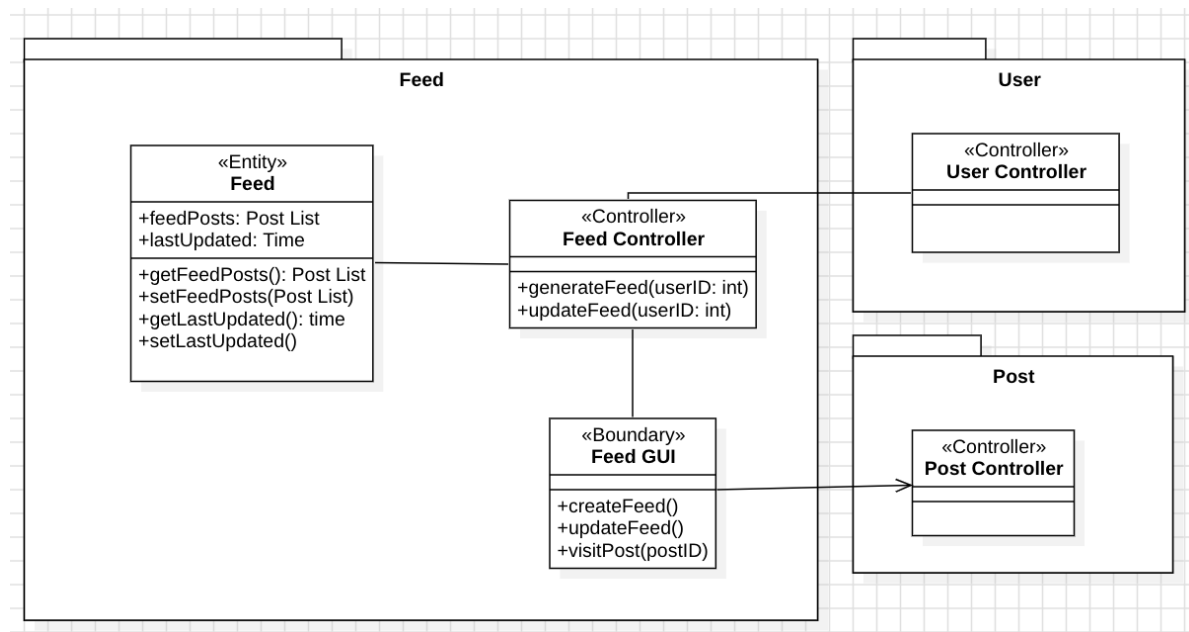 Feed
«Entity»
Feed
+feedPosts: Post List
+lastUpdated: Time
+getFeedPosts(): Post List
+setFeedPosts(Post List)
+getLastUpdated(): time
+setLastUpdated()
«Controller»
Feed Controller
+generateFeed(userID: int)
+updateFeed(userID: int)
«Boundary»
Feed GUI
+createFeed()
+updateFeed()
+visitPost(postID)
User
«Controller»
User Controller
Post
«Controller»
Post Controller